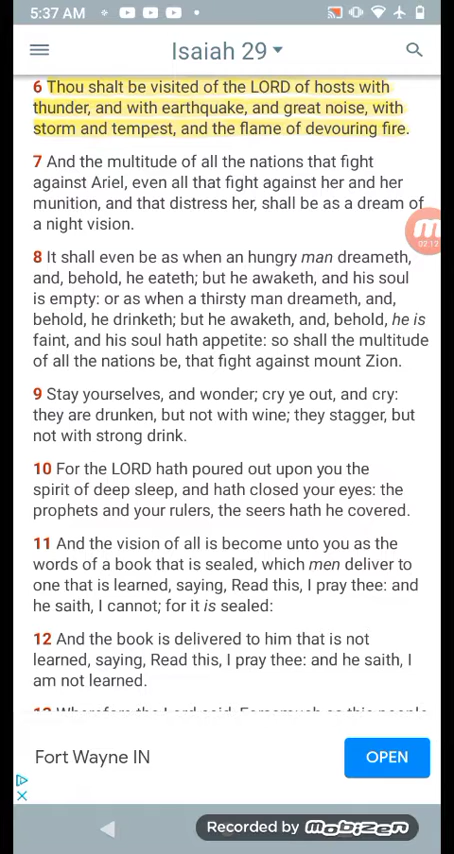 5:37 AM
Isaiah 29
6 Thou shalt be visited of the LORD of hosts with
thunder, and with earthquake, and great noise, with
storm and tempest, and the flame of devouring fire.
7 And the multitude of all the nations that fight
against Ariel, even all that fight against her and her
munition, and that distress her, shall be as a dream of
a night vision.
02:12
8 It shall even be as when an hungry man dreameth,
and, behold, he eateth; but he awaketh, and his soul
is empty: or as when a thirsty man dreameth, and,
behold, he drinketh; but he awaketh, and, behold, he is
faint, and his soul hath appetite: so shall the multitude
of all the nations be, that fight against mount Zion.
9 Stay yourselves, and wonder; cry ye out, and cry:
they are drunken, but not with wine; they stagger, but
not with strong drink.
10 For the LORD hath poured out upon you the
spirit of deep sleep, and hath closed your eyes: the
prophets and your rulers, the seers hath he covered.
11 And the vision of all is become unto you as the
words of a book that is sealed, which men deliver to
one that is learned, saying, Read this, I pray thee: and
he saith, I cannot; for it is sealed:
12 And the book is delivered to him that is not
learned, saying, Read this, I pray thee: and he saith, I
am not learned.
Fort Wayne IN
OPEN
Recorded by mobizen